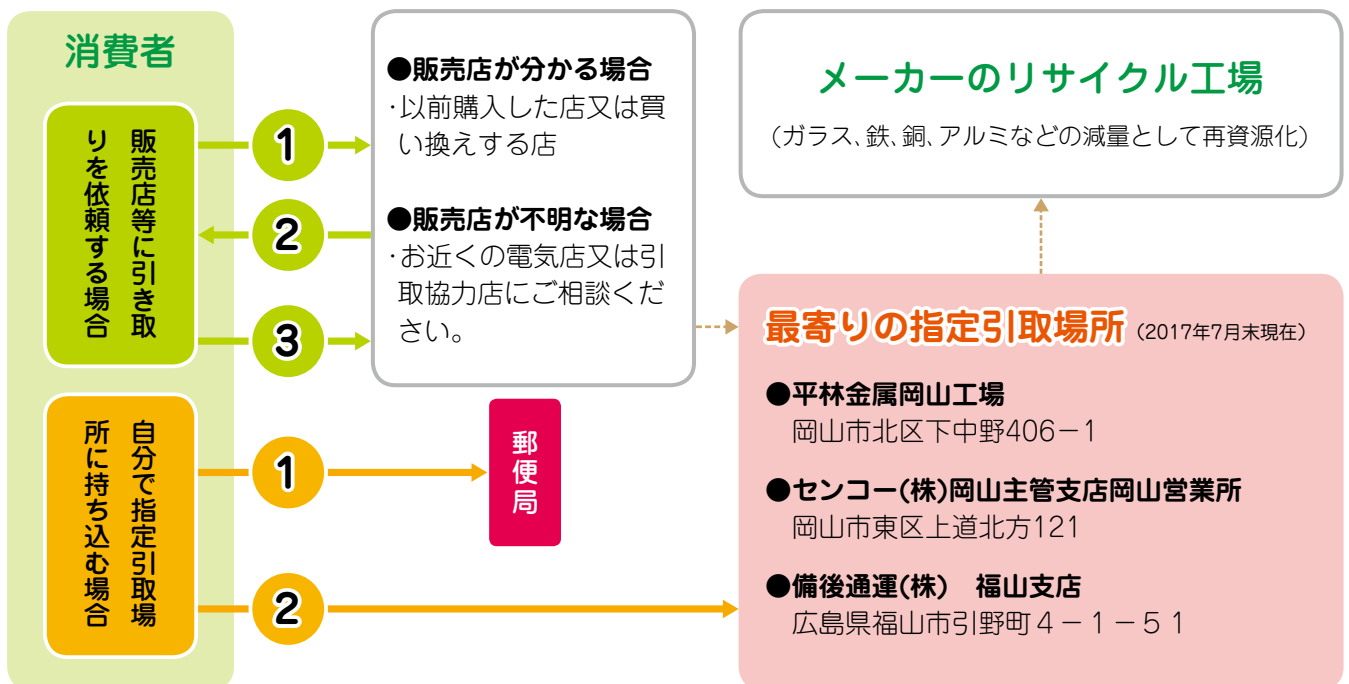 消費者
販売店等に引き取
りを依頼する場合
1
2
3
●販売店が分かる場合
・以前購入した店又は買
い換えする店
●販売店が不明な場合
・お近くの電気店又は引
取協力店にご相談くだ
さい。
自分で指定引取場
所に持ち込む場合
1
2
郵便局
メーカーのリサイクル工場
（ガラス、鉄、銅、アルミなどの減量として再資源化）
最寄りの指定引取場所（2017年7月末現在）
●平林金属岡山工場
岡山市北区下中野406－1
●センコー(株)岡山主管支店岡山営業所
岡山市東区上道北方121
●備後通運(株)　福山支店
広島県福山市引野町４－１－５１